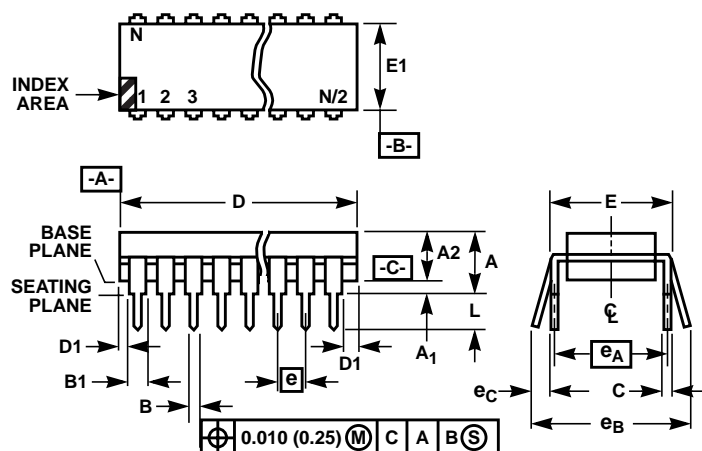 N
E1
INDEX
AREA
1 2 3 N/2
-B-
-A-
D
E
BASE
PLANE
A2
A
-C-
SEATING
PLANE
L
C
L
D1
A1
D1
eA
B1
e
eC
C
B
eB
0.010 (0.25) M C A B S